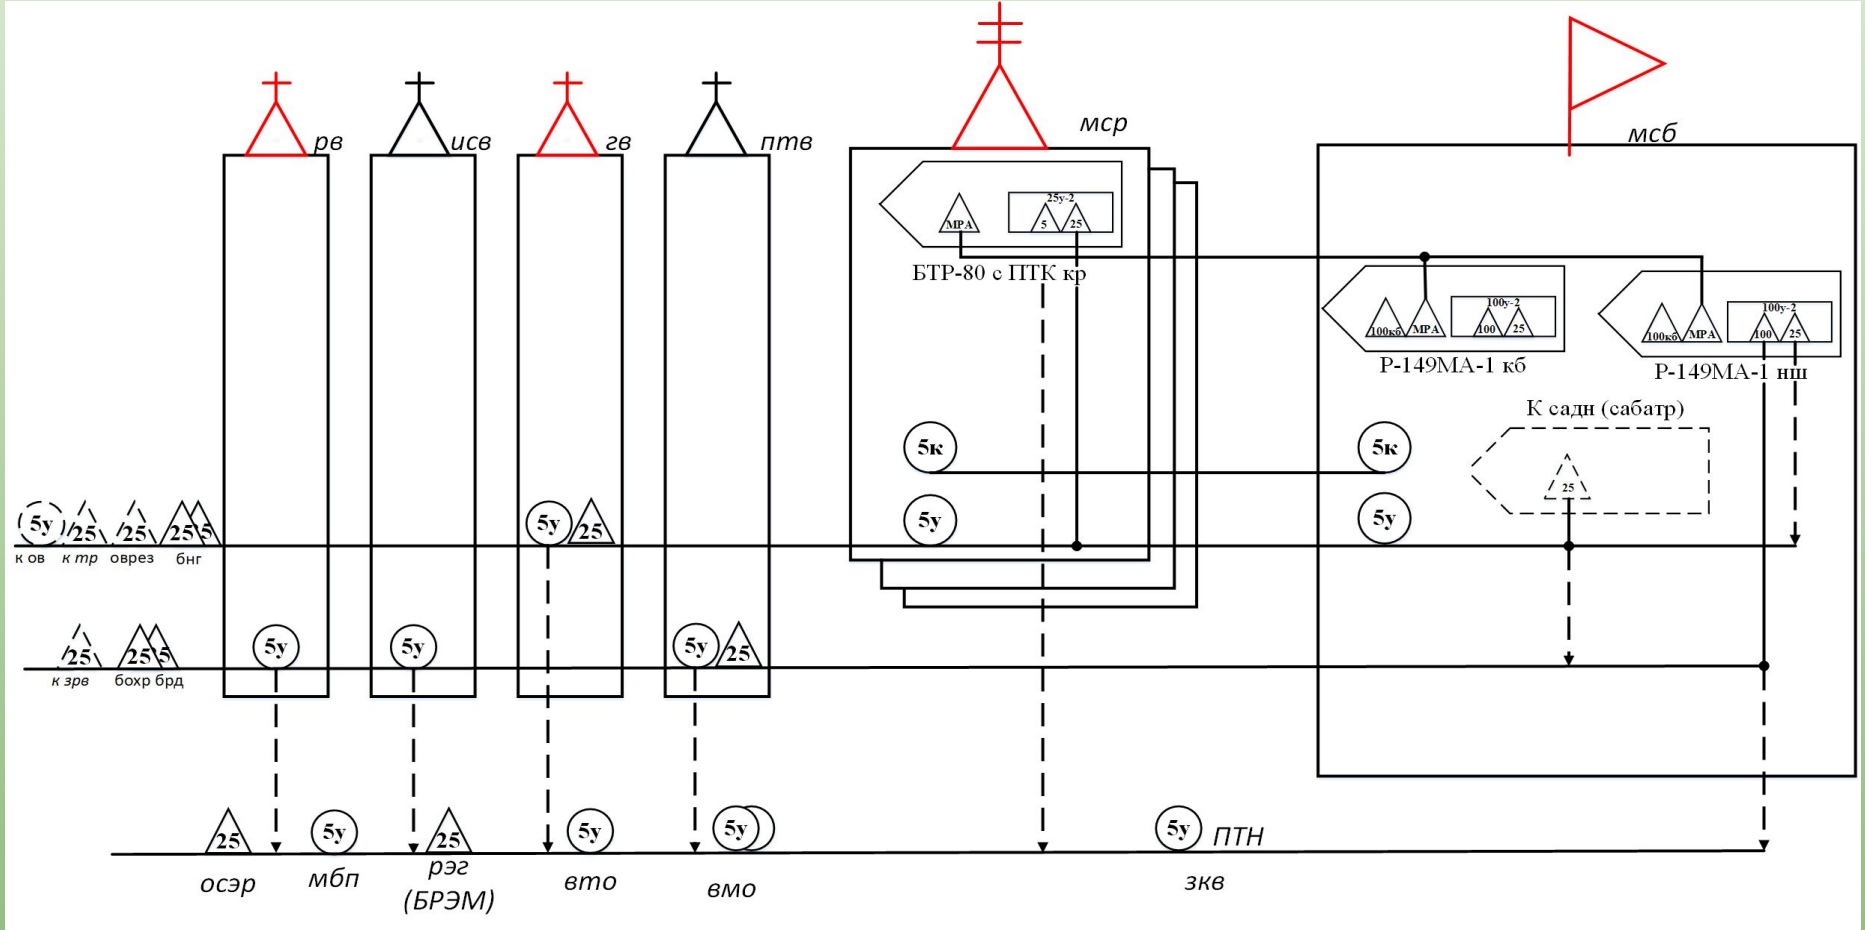 мср
мсб
рв
исв
гв
птв
25у-2
МРА
5
25
БТР-80 с ПТК кр
100у-2
100кб
МРА
100
25
Р-149МА-1 кб
100у-2
100кб
МРА
100
25
Р-149МА-1 нш
К садн (сабатр)
25
5к
5к
5у
5у
5у
25
25
25
5
5у
25
к ов
к тр
оврез
бнг
25
25
5
5у
5у
5у
25
к зрв
бохр брд
25
5у
25
5у
5у
5у
ПТН
осэр
мбп
рэг
(БРЭМ)
вто
вмо
зкв